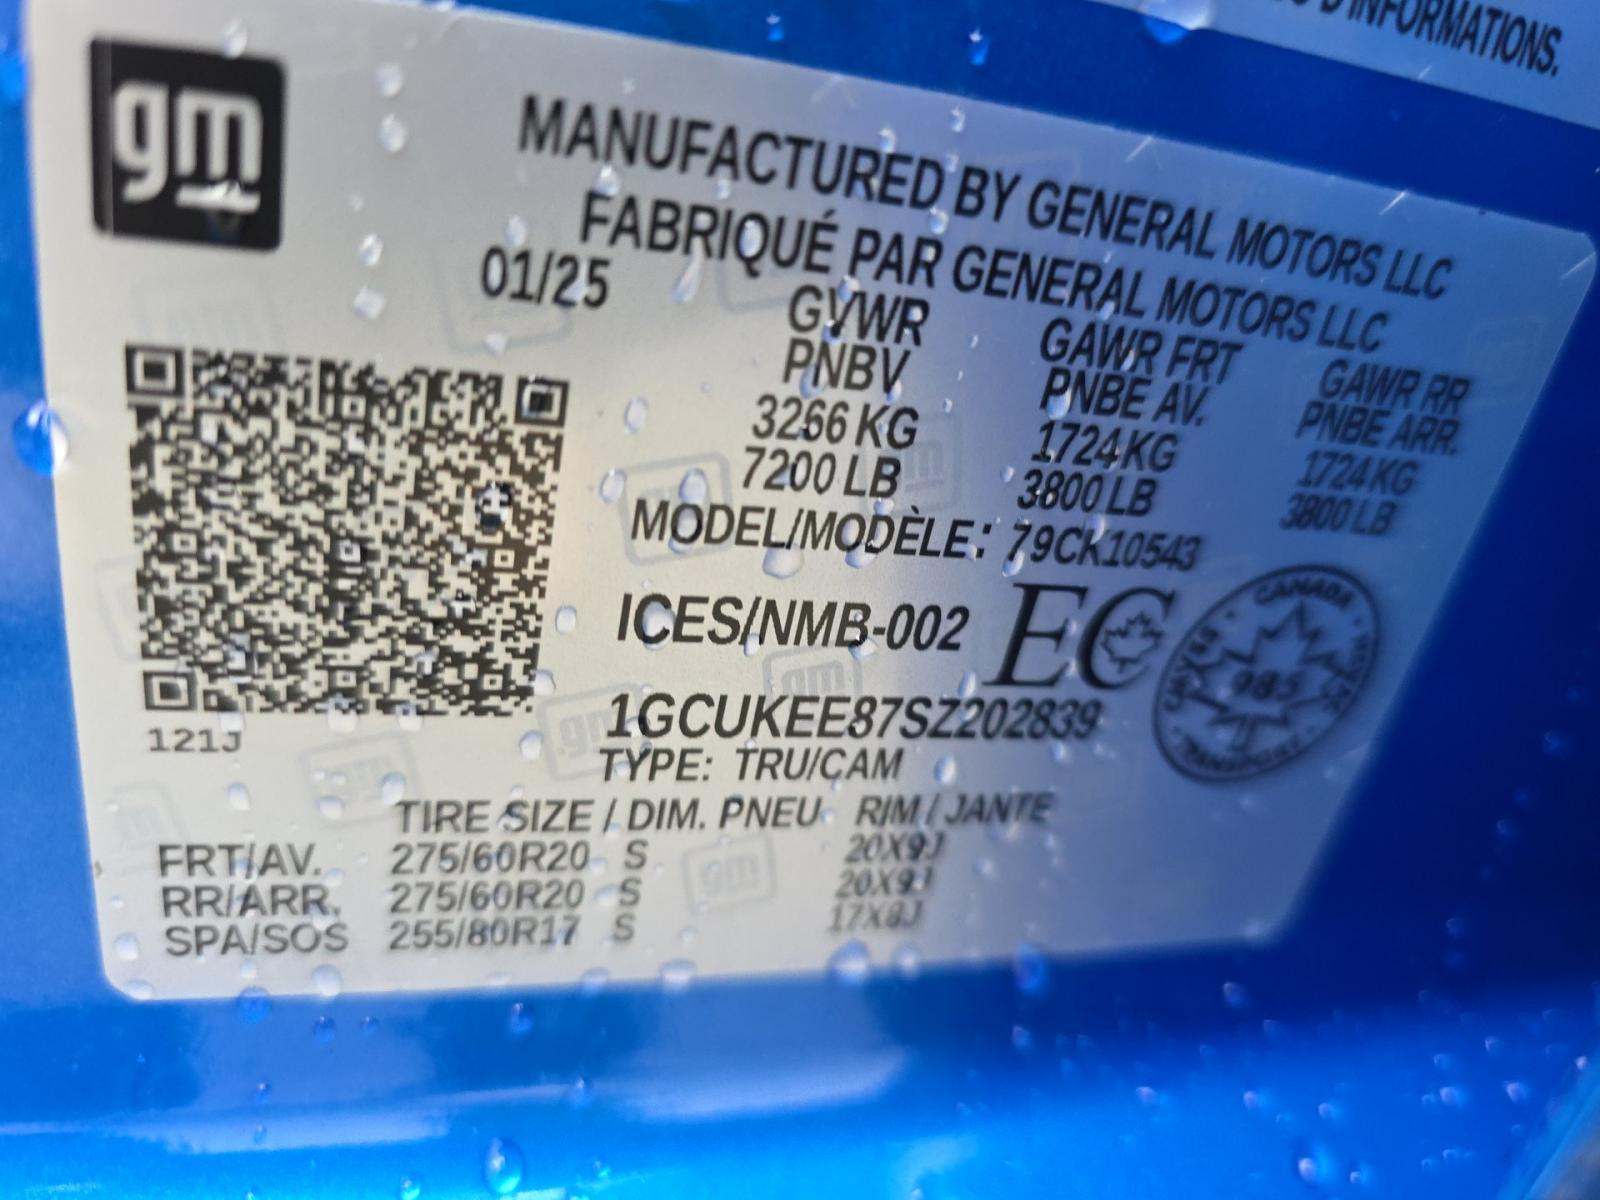 D'INFORMATIONS.
gm
MANUFACTURED BY GENERAL MOTORS LLC
FABRIQUÉ PAR GENERAL MOTORS LLC
01/25
GVWR GAWR FRT GAWR RR
PNBV PNBE AV. PNBE ARR.
3266 KG 1724KG 1724KG
7200 LB 3800 LB 3800 LB
MODEL/MODÈLE: 79CK10543
ICES/NMB-002 EC
CANADA
985
TRANSPORT
1GCUKEE87SZ202839
121J
TYPE: TRU/CAM
TIRE SIZE / DIM. PNEU RIM / JANTE
FRT/AV. 275/60R20 S 20X9J
RR/ARR. 275/60R20 S 20X9J
SPA/SOS 255/80R17 S 17X8J